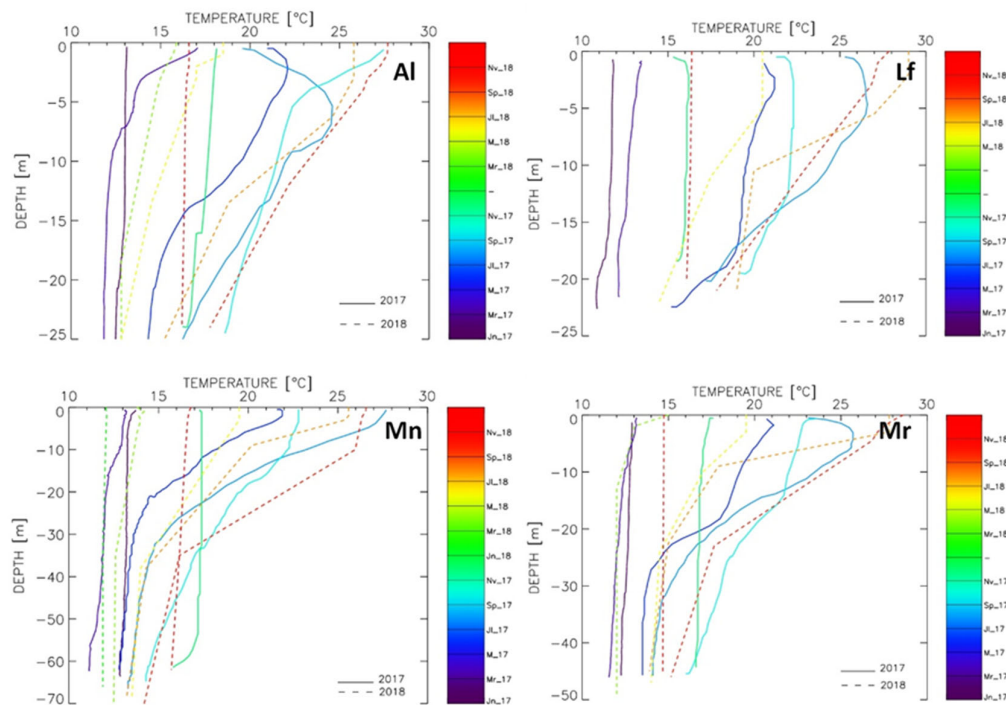 TEMPERATURE [°C]
10 15 20 25 30
Al
0
-5
-10
-15
-20
-25
DEPTH [m]
2017
2018
Nv_18
Sp_18
Jl_18
M_18
Mr_18
-
Nv_17
Sp_17
Jl_17
M_17
Mr_17
Jn_17
TEMPERATURE [°C]
10 15 20 25 30
Lf
0
-5
-10
-15
-20
-25
DEPTH [m]
2017
2018
Nv_18
Sp_18
Jl_18
M_18
Mr_18
-
Nv_17
Sp_17
Jl_17
M_17
Mr_17
Jn_17
TEMPERATURE [°C]
10 15 20 25 30
Mn
0
-10
-20
-30
-40
-50
-60
-70
DEPTH [m]
2017
2018
Nv_18
Sp_18
Jl_18
M_18
Mr_18
Jn_18
Nv_17
Sp_17
Jl_17
M_17
Mr_17
Jn_17
TEMPERATURE [°C]
10 15 20 25 30
Mr
0
-10
-20
-30
-40
-50
DEPTH [m]
2017
2018
Nv_18
Sp_18
Jl_18
M_18
Mr_18
-
Nv_17
Sp_17
Jl_17
M_17
Mr_17
Jn_17